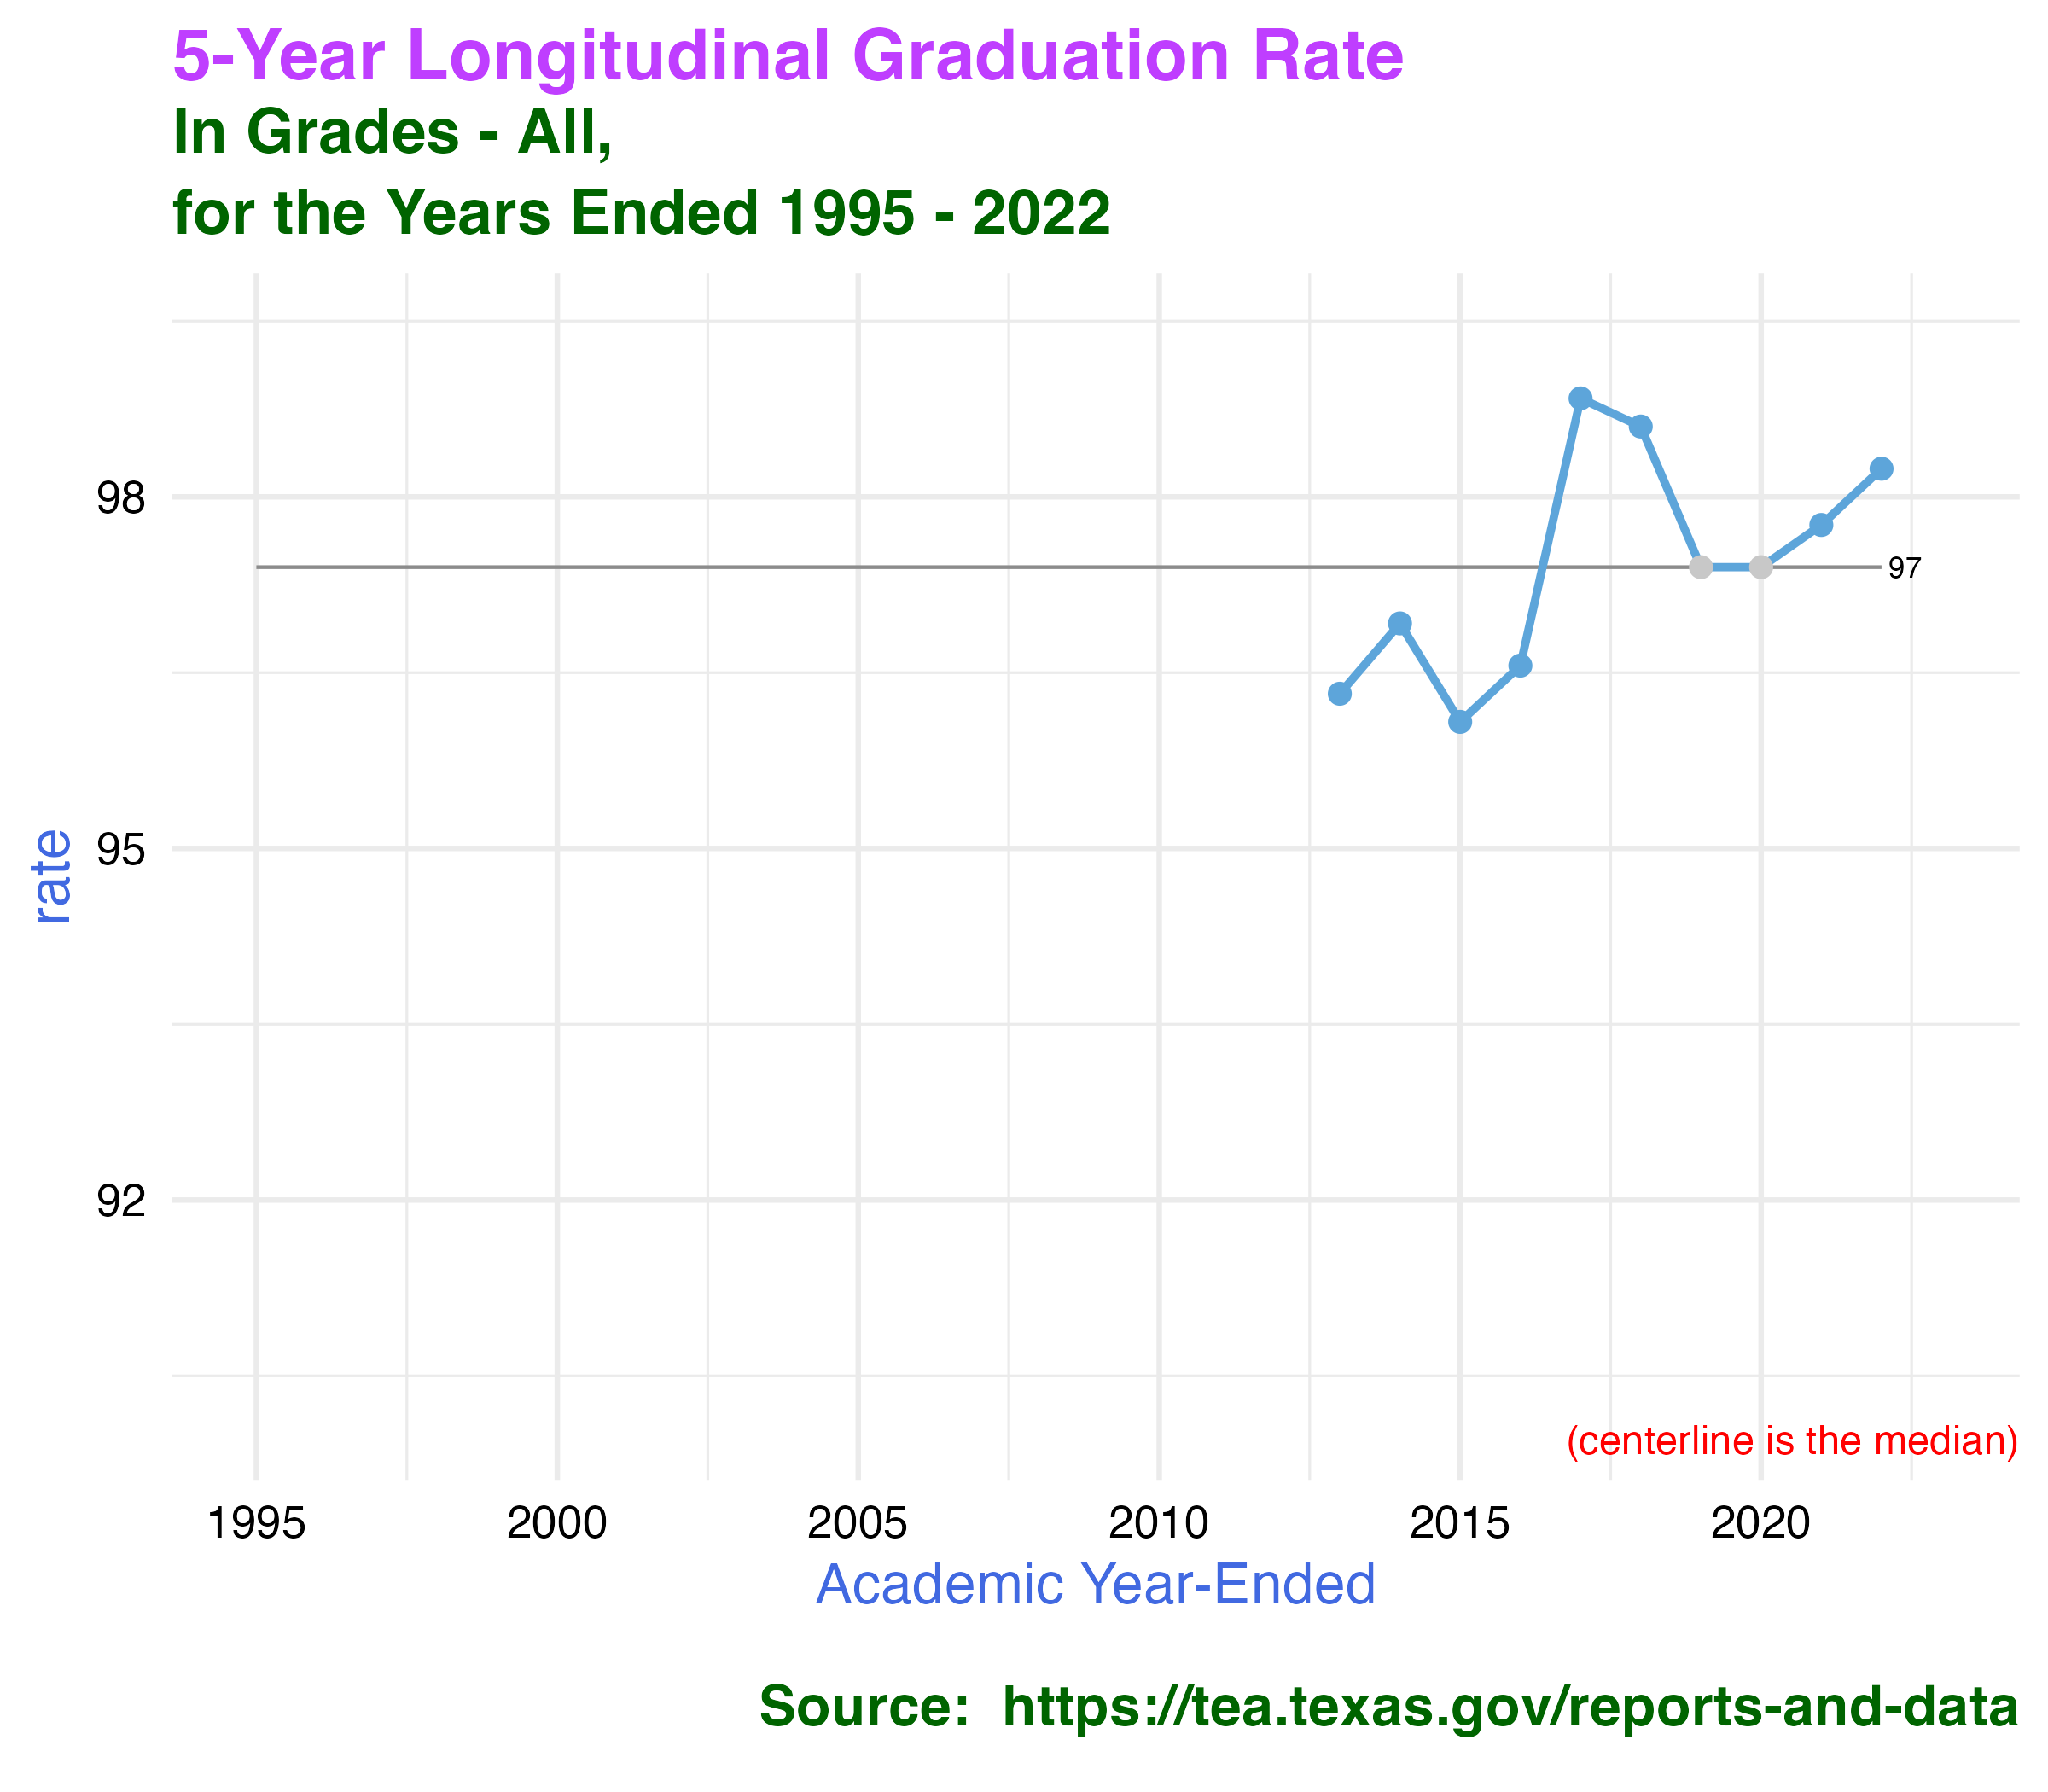 5-Year Longitudinal Graduation Rate
In Grades - All,
for the Years Ended 1995 - 2022
98
97
95
92
rate
(centerline is the median)
1995 2000 2005 2010 2015 2020
Academic Year-Ended
Source:  https://tea.texas.gov/reports-and-data